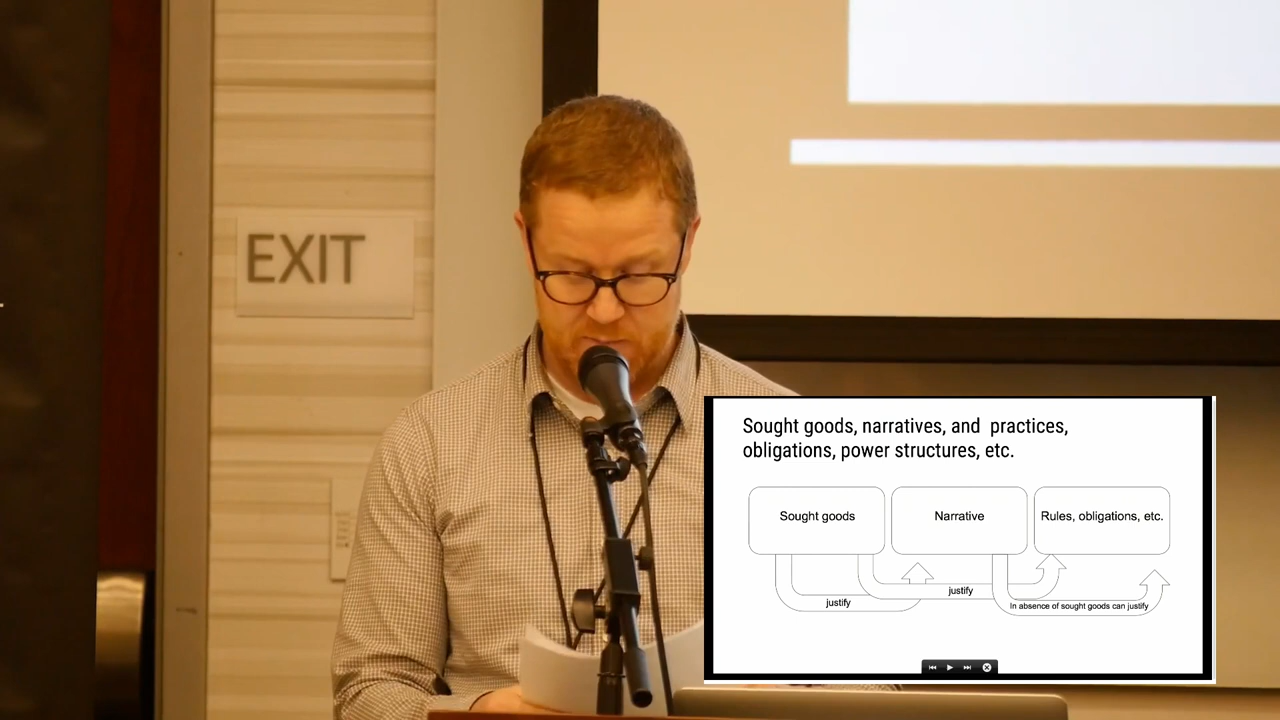 EXIT
Sought goods, narratives, and practices,
obligations, power structures, etc.
Sought goods
Narrative
Rules, obligations, etc.
justify
justify
In absence of sought goods can justify